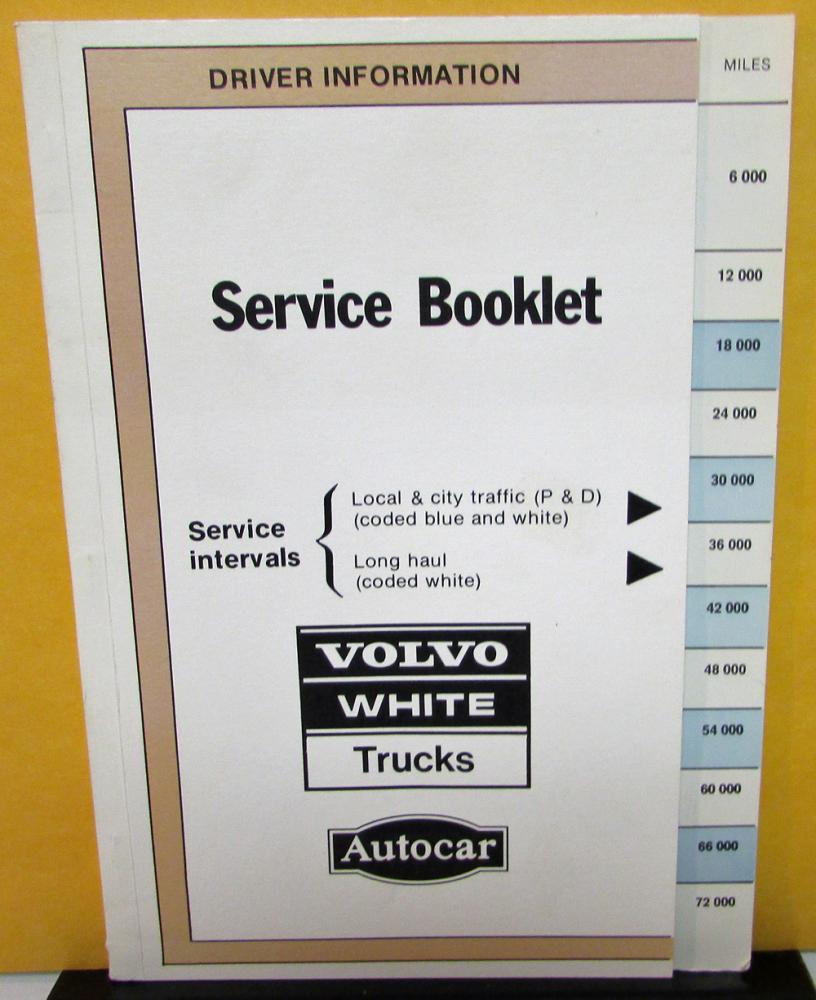 DRIVER INFORMATION
Service Booklet
Service
intervals
Local & city traffic (P & D)
(coded blue and white)
Long haul
(coded white)
VOLVO
WHITE
Trucks
Autocar
MILES
6 000
12 000
18 000
24 000
30 000
36 000
42 000
48 000
54 000
60 000
66 000
72 000